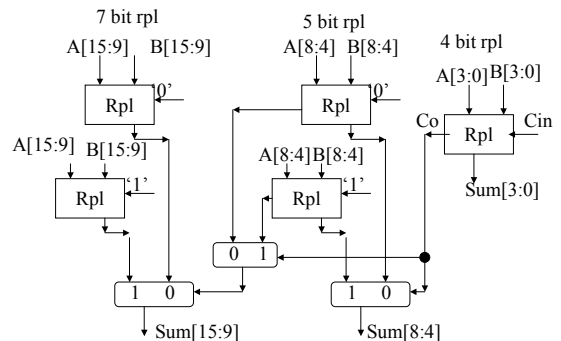 7 bit rpl
5 bit rpl
4 bit rpl
A[15:9] B[15:9]
A[8:4] B[8:4]
A[3:0] B[3:0]
Rpl
‘0’
Rpl
‘0’
Co
Rpl
Cin
A[15:9] B[15:9]
A[8:4] B[8:4]
Rpl
‘1’
Rpl
‘1’
Sum[3:0]
0 1
1 0
1 0
Sum[15:9]
Sum[8:4]